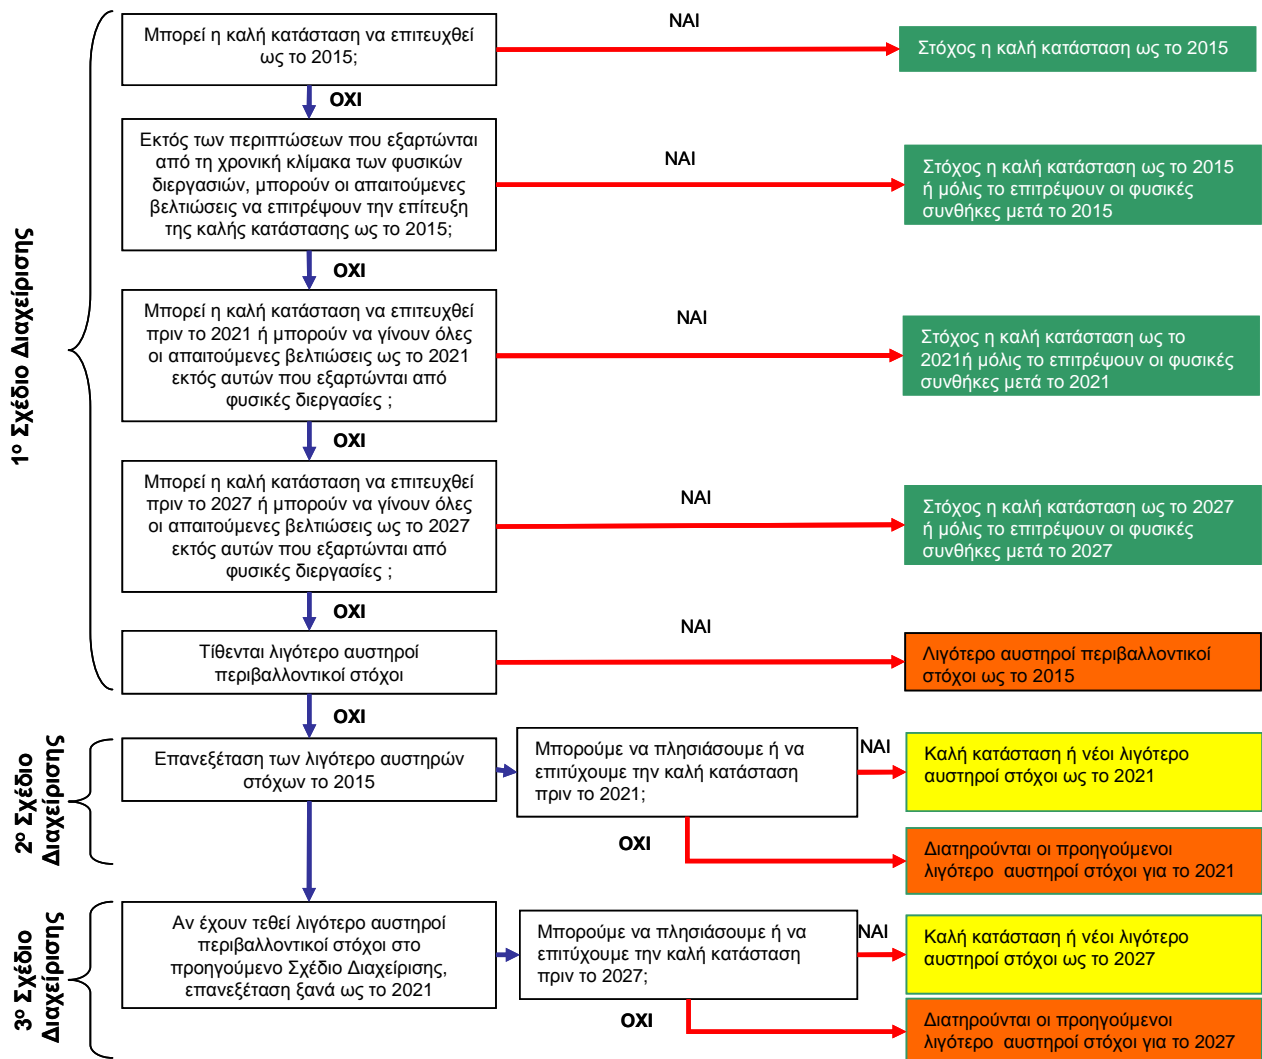 1ο Σχέδιο Διαχείρισης
Μπορεί η καλή κατάσταση να επιτευχθεί
ως το 2015;
ΝΑΙ
Στόχος η καλή κατάσταση ως το 2015
ΟΧΙ
Εκτός των περιπτώσεων που εξαρτώνται
από τη χρονική κλίμακα των φυσικών
διεργασιών, μπορούν οι απαιτούμενες
βελτιώσεις να επιτρέψουν την επίτευξη
της καλής κατάστασης ως το 2015;
ΝΑΙ
Στόχος η καλή κατάσταση ως το 2015
ή μόλις το επιτρέψουν οι φυσικές
συνθήκες μετά το 2015
ΟΧΙ
Μπορεί η καλή κατάσταση να επιτευχθεί
πριν το 2021 ή μπορούν να γίνουν όλες
οι απαιτούμενες βελτιώσεις ως το 2021
εκτός αυτών που εξαρτώνται από
φυσικές διεργασίες ;
ΝΑΙ
Στόχος η καλή κατάσταση ως το
2021ή μόλις το επιτρέψουν οι φυσικές
συνθήκες μετά το 2021
ΟΧΙ
Μπορεί η καλή κατάσταση να επιτευχθεί
πριν το 2027 ή μπορούν να γίνουν όλες
οι απαιτούμενες βελτιώσεις ως το 2027
εκτός αυτών που εξαρτώνται από
φυσικές διεργασίες ;
ΝΑΙ
Στόχος η καλή κατάσταση ως το 2027
ή μόλις το επιτρέψουν οι φυσικές
συνθήκες μετά το 2027
ΟΧΙ
Τίθενται λιγότερο αυστηροί
περιβαλλοντικοί στόχοι
ΝΑΙ
Λιγότερο αυστηροί περιβαλλοντικοί
στόχοι ως το 2015
ΟΧΙ
2ο Σχέδιο
Διαχείρισης
Επανεξέταση των λιγότερο αυστηρών
στόχων το 2015
Μπορούμε να πλησιάσουμε ή να
επιτύχουμε την καλή κατάσταση
πριν το 2021;
ΝΑΙ
Καλή κατάσταση ή νέοι λιγότερο
αυστηροί στόχοι ως το 2021
ΟΧΙ
Διατηρούνται οι προηγούμενοι
λιγότερο αυστηροί στόχοι για το 2021
3ο Σχέδιο
Διαχείρισης
Αν έχουν τεθεί λιγότερο αυστηροί
περιβαλλοντικοί στόχοι στο
προηγούμενο Σχέδιο Διαχείρισης,
επανεξέταση ξανά ως το 2021
Μπορούμε να πλησιάσουμε ή να
επιτύχουμε την καλή κατάσταση
πριν το 2027;
ΝΑΙ
Καλή κατάσταση ή νέοι λιγότερο
αυστηροί στόχοι ως το 2027
ΟΧΙ
Διατηρούνται οι προηγούμενοι
λιγότερο αυστηροί στόχοι για το 2027